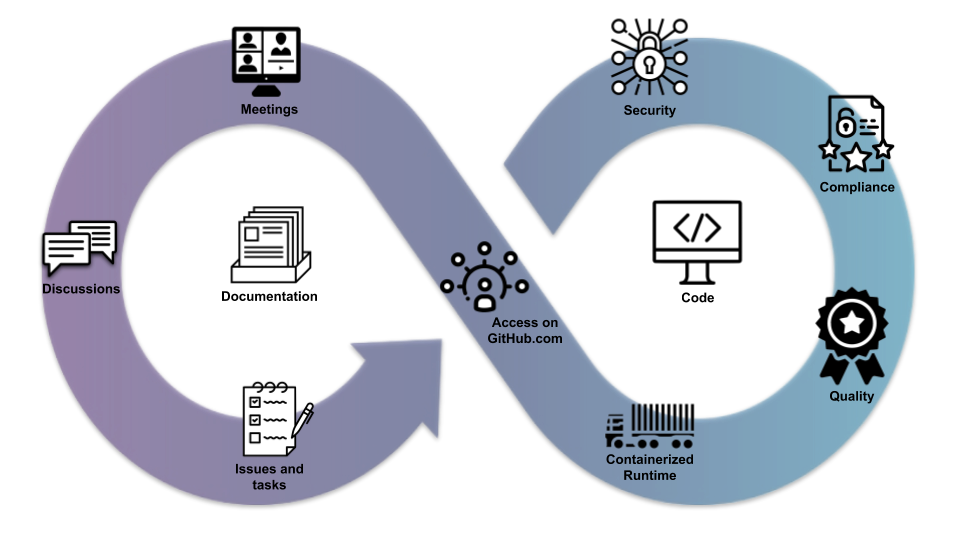 Meetings
Security
Compliance
Discussions
Documentation
</>
Code
Access on
GitHub.com
Quality
Issues and
tasks
Containerized
Runtime